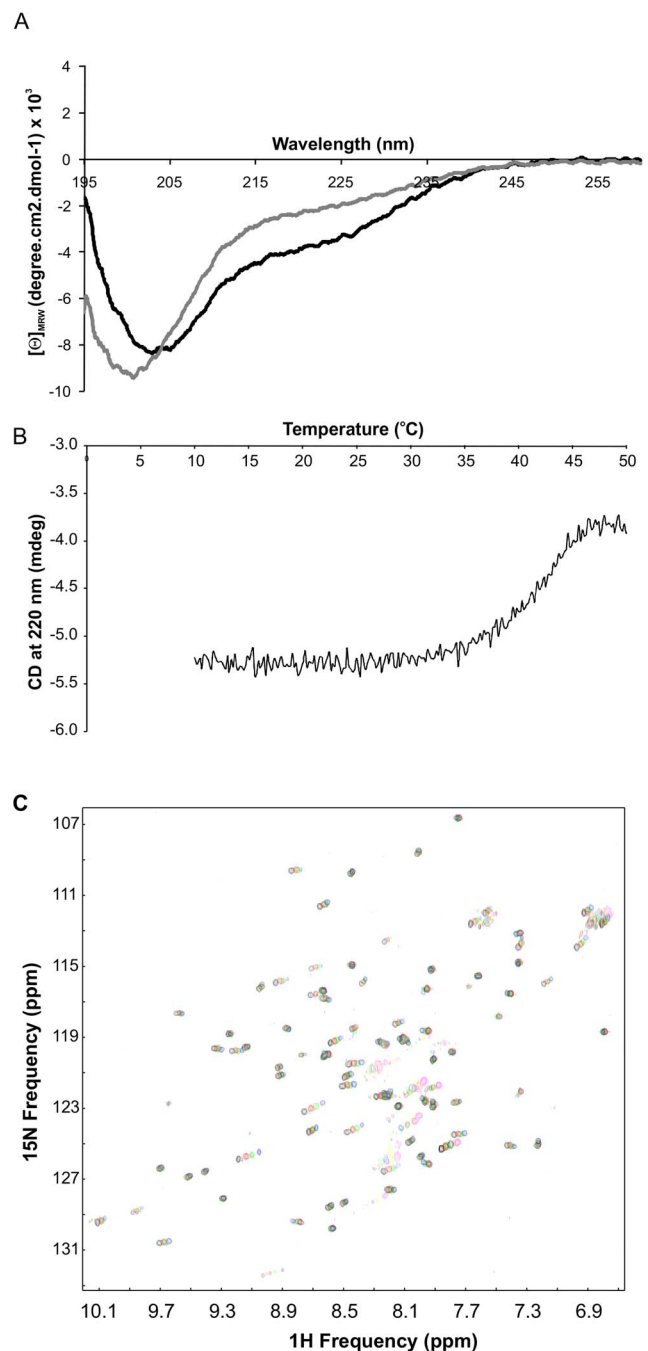 A
4
2
0
-2
-4
-6
-8
-10
[Θ]MRW (degree.cm2.dmol-1) x 10³
Wavelength (nm)
195 205 215 225 235 245 255
B
Temperature (°C)
-3.0
-3.5
-4.0
-4.5
-5.0
-5.5
-6.0
CD at 220 nm (mdeg)
0 5 10 15 20 25 30 35 40 45 50
C
107
111
115
119
123
127
131
15N Frequency (ppm)
10.1 9.7 9.3 8.9 8.5 8.1 7.7 7.3 6.9
1H Frequency (ppm)